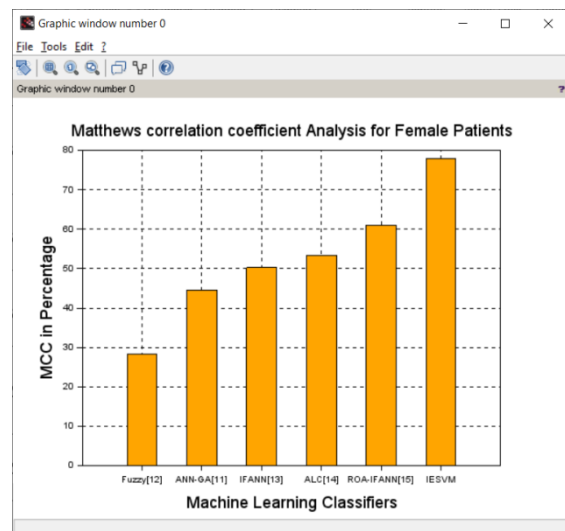 Graphic window number 0
File Tools Edit ?
Graphic window number 0 ?
Matthews correlation coefficient Analysis for Female Patients
80
70
60
50
40
30
20
10
0
MCC in Percentage
Fuzzy[12] ANN-GA[11] IFANN[13] ALC[14] ROA-IFANN[15] IESVM
Machine Learning Classifiers